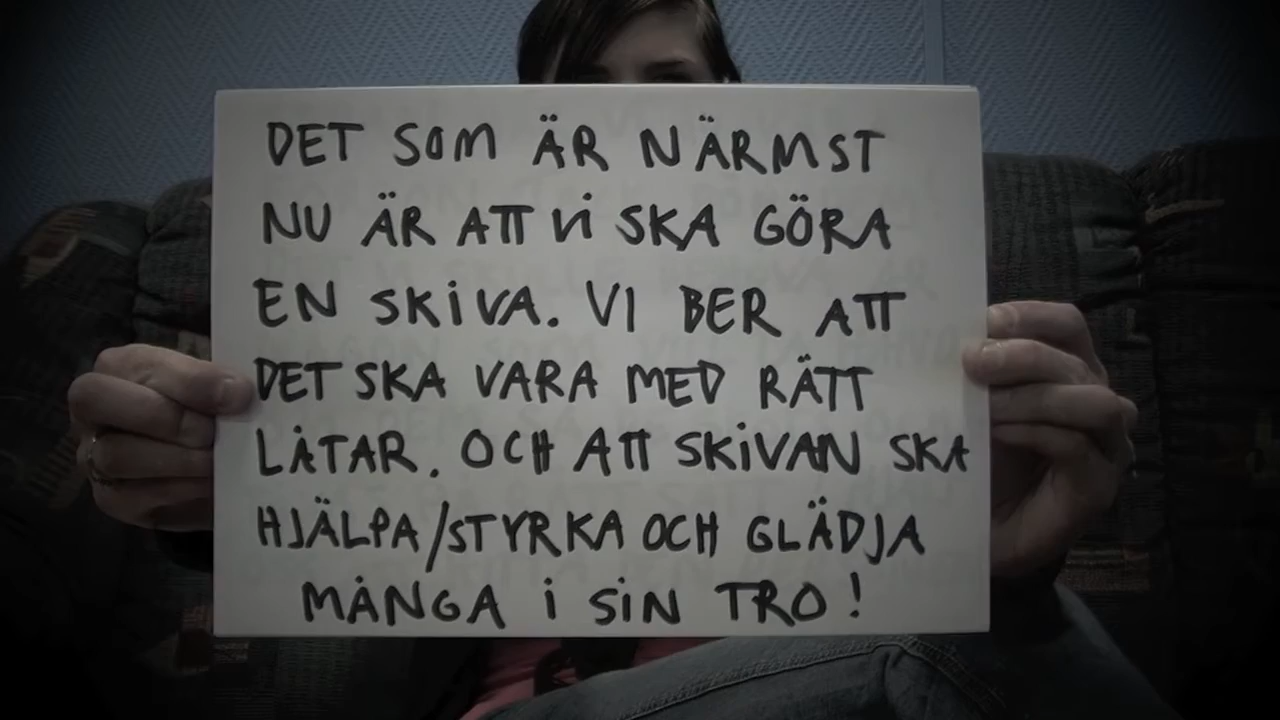 DET SOM ÄR NÄRMST
NU ÄR ATT Vi SKA GÖRA
EN SKiVA. VI BER ATT
DET SKA VARA MED RÄTT
LÅTAR. OCH ATT SKiVAN SKA
HJÄLPA/STYRKA OCH GLÄDJA
MÅNGA i SiN TRO!